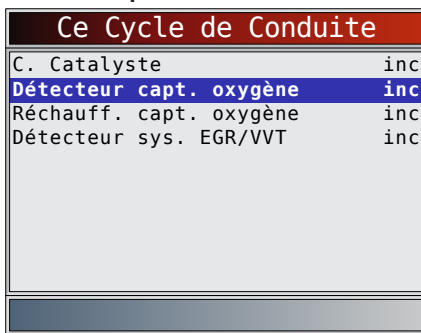 Ce Cycle de Conduite
C. Catalyste inc
Détecteur capt. oxygène inc
Réchauff. capt. oxygène inc
Détecteur sys. EGR/VVT inc